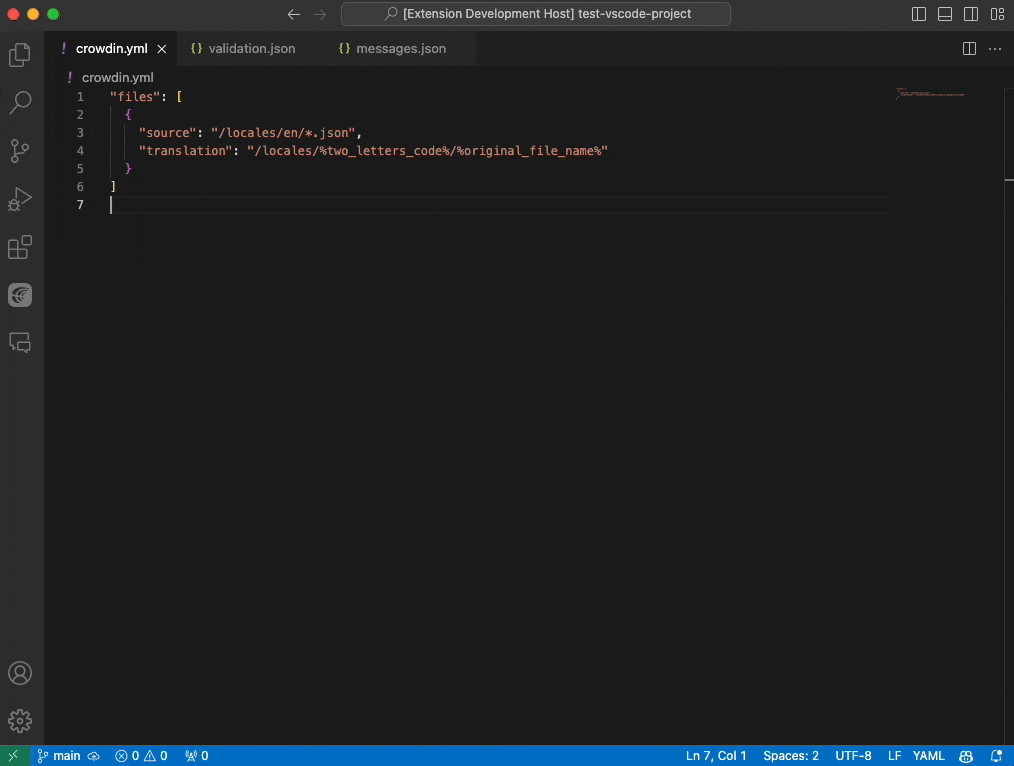 [Extension Development Host] test-vscode-project
! crowdin.yml
{} validation.json
{} messages.json
! crowdin.yml
1 "files": [
2 {
3 "source": "/locales/en/*.json",
4 "translation": "/locales/%two_letters_code%/%original_file_name%"
5 }
6 ]
7
main 0 0 0 Ln 7, Col 1 Spaces: 2 UTF-8 LF YAML